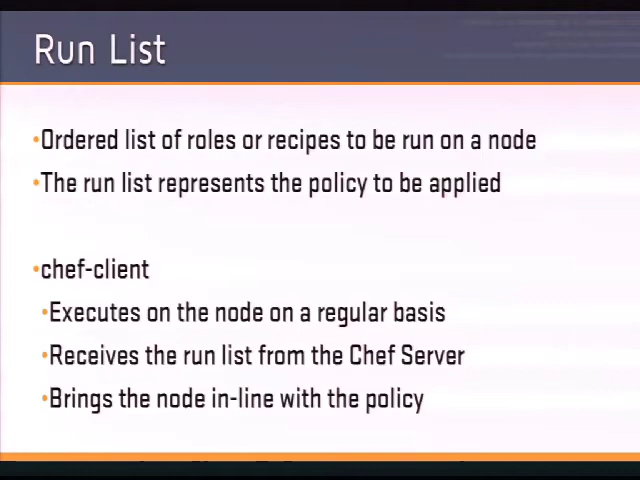 Run List
•Ordered list of roles or recipes to be run on a node
•The run list represents the policy to be applied
•chef-client
•Executes on the node on a regular basis
•Receives the run list from the Chef Server
•Brings the node in-line with the policy